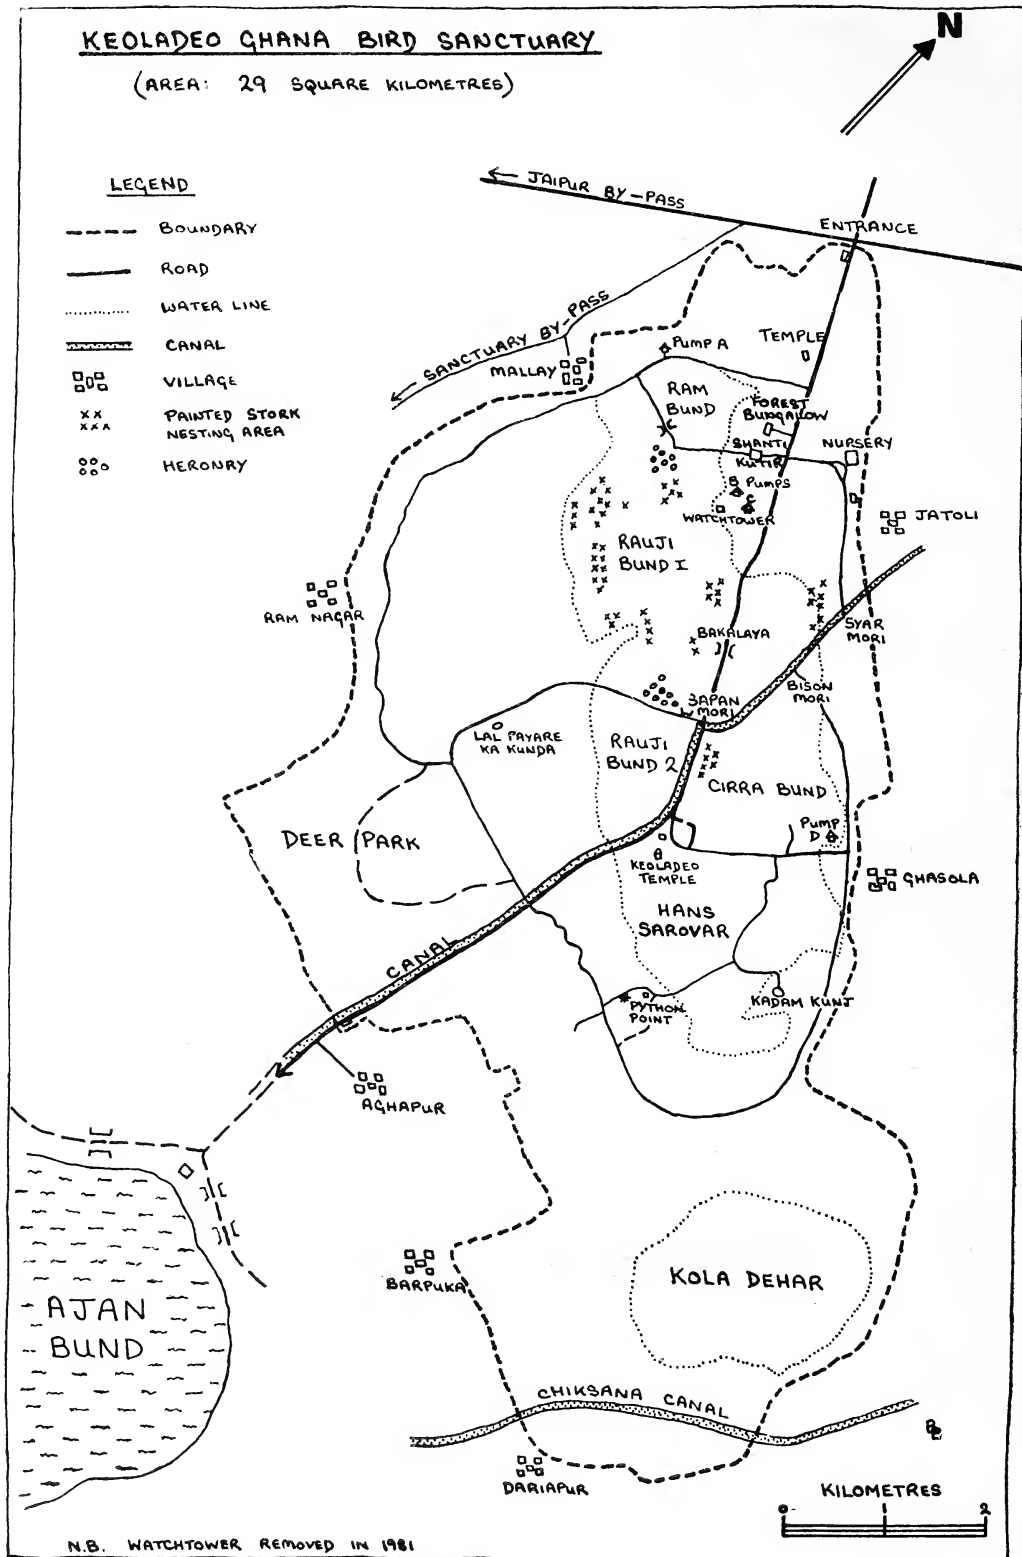 KEOLADEO GHANA BIRD SANCTUARY
(AREA: 29 SQUARE KILOMETRES)
N
LEGEND
BOUNDARY
ROAD
WATER LINE
CANAL
VILLAGE
PAINTED STORK
NESTING AREA
HERONRY
JAIPUR BY-PASS
ENTRANCE
SANCTUARY BY-PASS
MALLAY
PUMP A
TEMPLE
RAM
BUND
FOREST
BUNGALOW
SHANTI
KUTIR
NURSERY
B PUMPS
C
WATCHTOWER
JATOLI
RAUJI
BUND I
RAM NAGAR
BAKALAYA
SYAR
MORI
BISON
MORI
SAPAN
MORI
LAL PAYARE
KA KUNDA
RAUJI
BUND 2
CIRRA BUND
PUMP
D
DEER PARK
KEOLADEO
TEMPLE
GHASOLA
HANS
SAROVAR
CANAL
PYTHON
POINT
KADAM KUNJ
AGHAPUR
BARPUKA
KOLA DEHAR
AJAN
BUND
CHIKSANA CANAL
DARIAPUR
KILOMETRES
0 1 2
N.B. WATCHTOWER REMOVED IN 1981